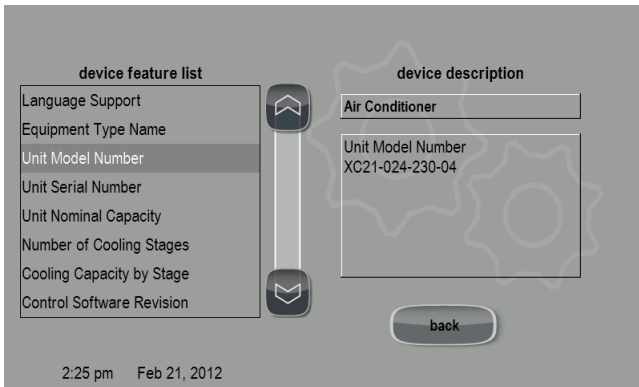 device feature list
Language Support
Equipment Type Name
Unit Model Number
Unit Serial Number
Unit Nominal Capacity
Number of Cooling Stages
Cooling Capacity by Stage
Control Software Revision
device description
Air Conditioner
Unit Model Number
XC21-024-230-04
back
2:25 pm Feb 21, 2012